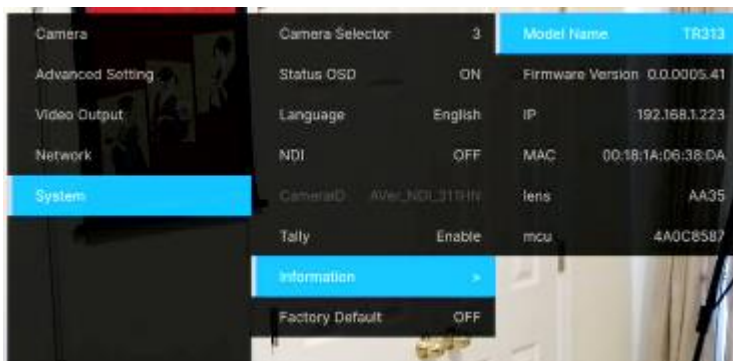 Camera
Advanced Setting
Video Output
Network
System
Camera Selector 3
Status OSD ON
Language English
NDI OFF
CameraID AVer_NDI_311HN
Tally Enable
Information >
Factory Default OFF
Model Name TR313
Firmware Version 0.0.0005.41
IP 192.168.1.223
MAC 00:18:1A:06:38:DA
lens AA35
mcu 4A0C8587